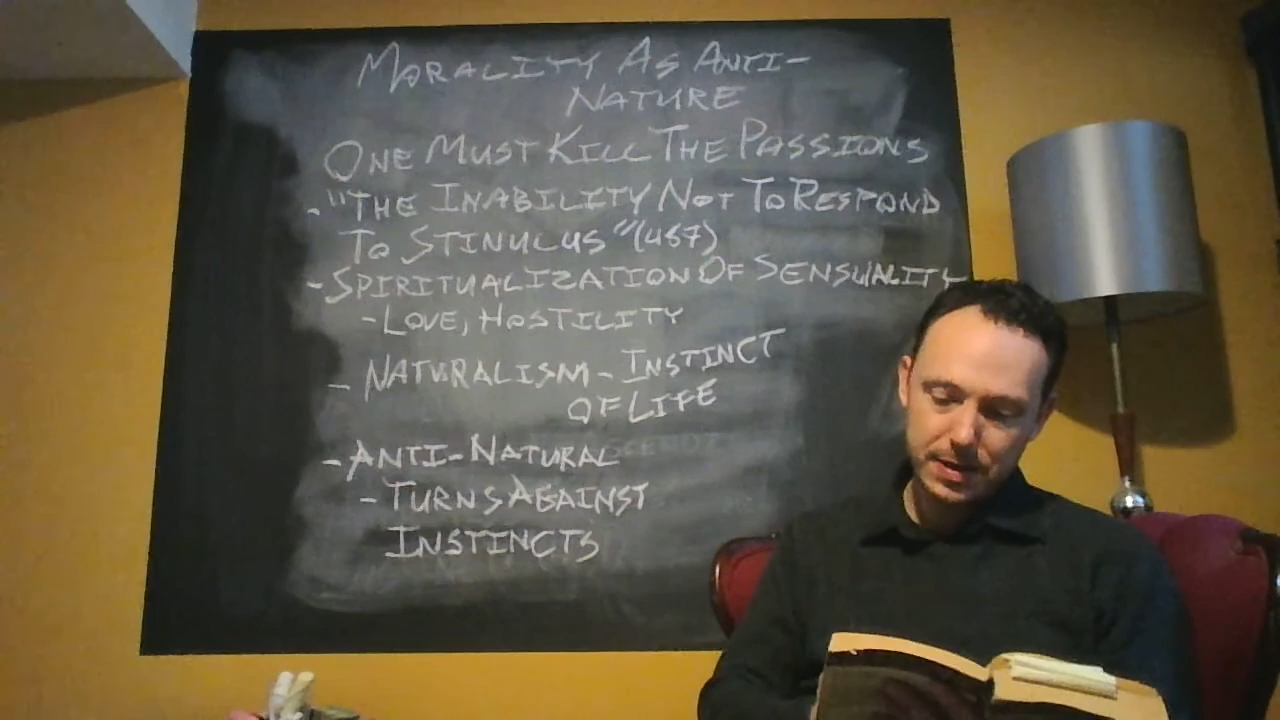 MORALITY AS ANTI-
NATURE
ONE MUST KILL THE PASSIONS
- "THE INABILITY NOT TO RESPOND
TO STINULUS" (487)
- SPIRITUALIZATION OF SENSUALITY
- LOVE, HOSTILITY
- NATURALISM - INSTINCT
OF LIFE
- ANTI-NATURAL
- TURNS AGAINST
INSTINCTS